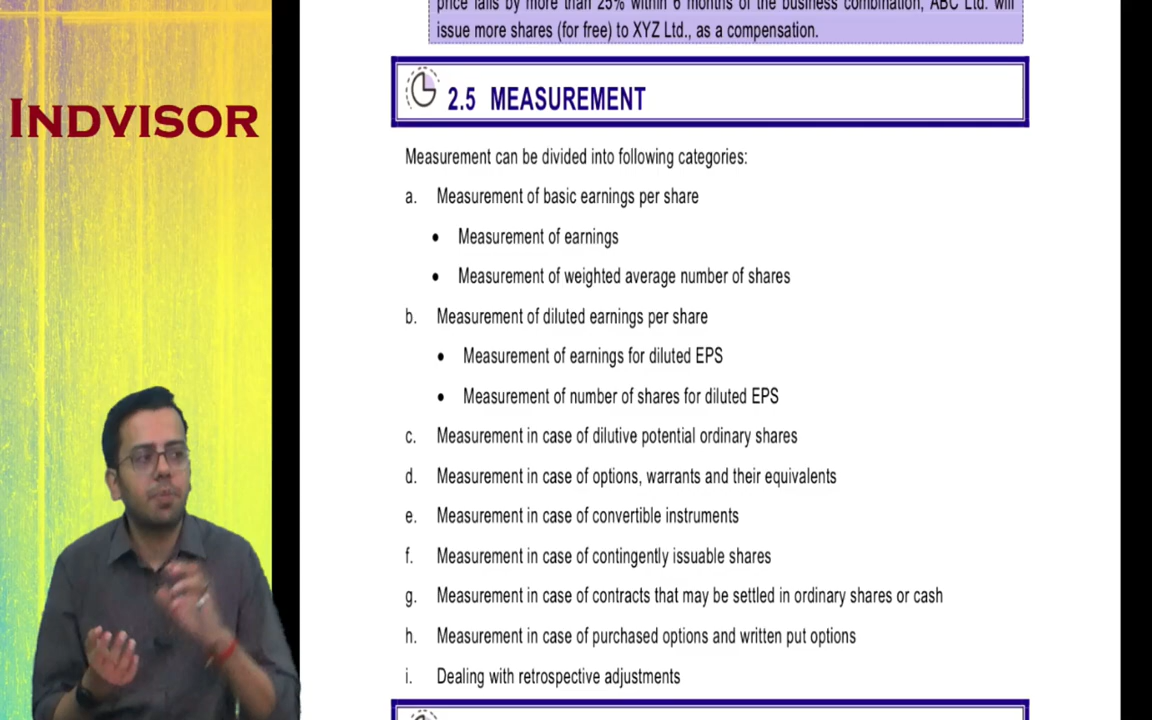 price falls by more than 25% within 6 months of the business combination, ABC Ltd. will
issue more shares (for free) to XYZ Ltd., as a compensation.
INDVISOR
2.5 MEASUREMENT
Measurement can be divided into following categories:
a. Measurement of basic earnings per share
• Measurement of earnings
• Measurement of weighted average number of shares
b. Measurement of diluted earnings per share
• Measurement of earnings for diluted EPS
• Measurement of number of shares for diluted EPS
c. Measurement in case of dilutive potential ordinary shares
d. Measurement in case of options, warrants and their equivalents
e. Measurement in case of convertible instruments
f. Measurement in case of contingently issuable shares
g. Measurement in case of contracts that may be settled in ordinary shares or cash
h. Measurement in case of purchased options and written put options
i. Dealing with retrospective adjustments